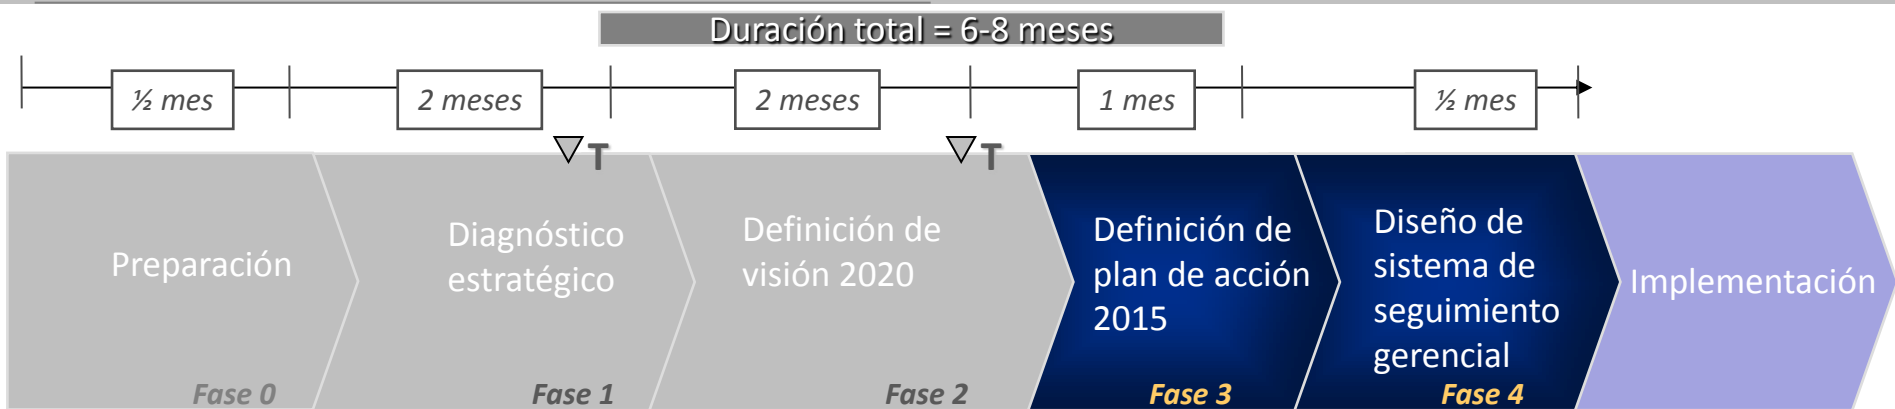 Duración total = 6-8 meses
½ mes
2 meses
2 meses
1 mes
½ mes
T
T
Preparación
Fase 0
Diagnóstico
estratégico
Fase 1
Definición de
visión 2020
Fase 2
Definición de
plan de acción
2015
Fase 3
Diseño de
sistema de
seguimiento
gerencial
Fase 4
Implementación